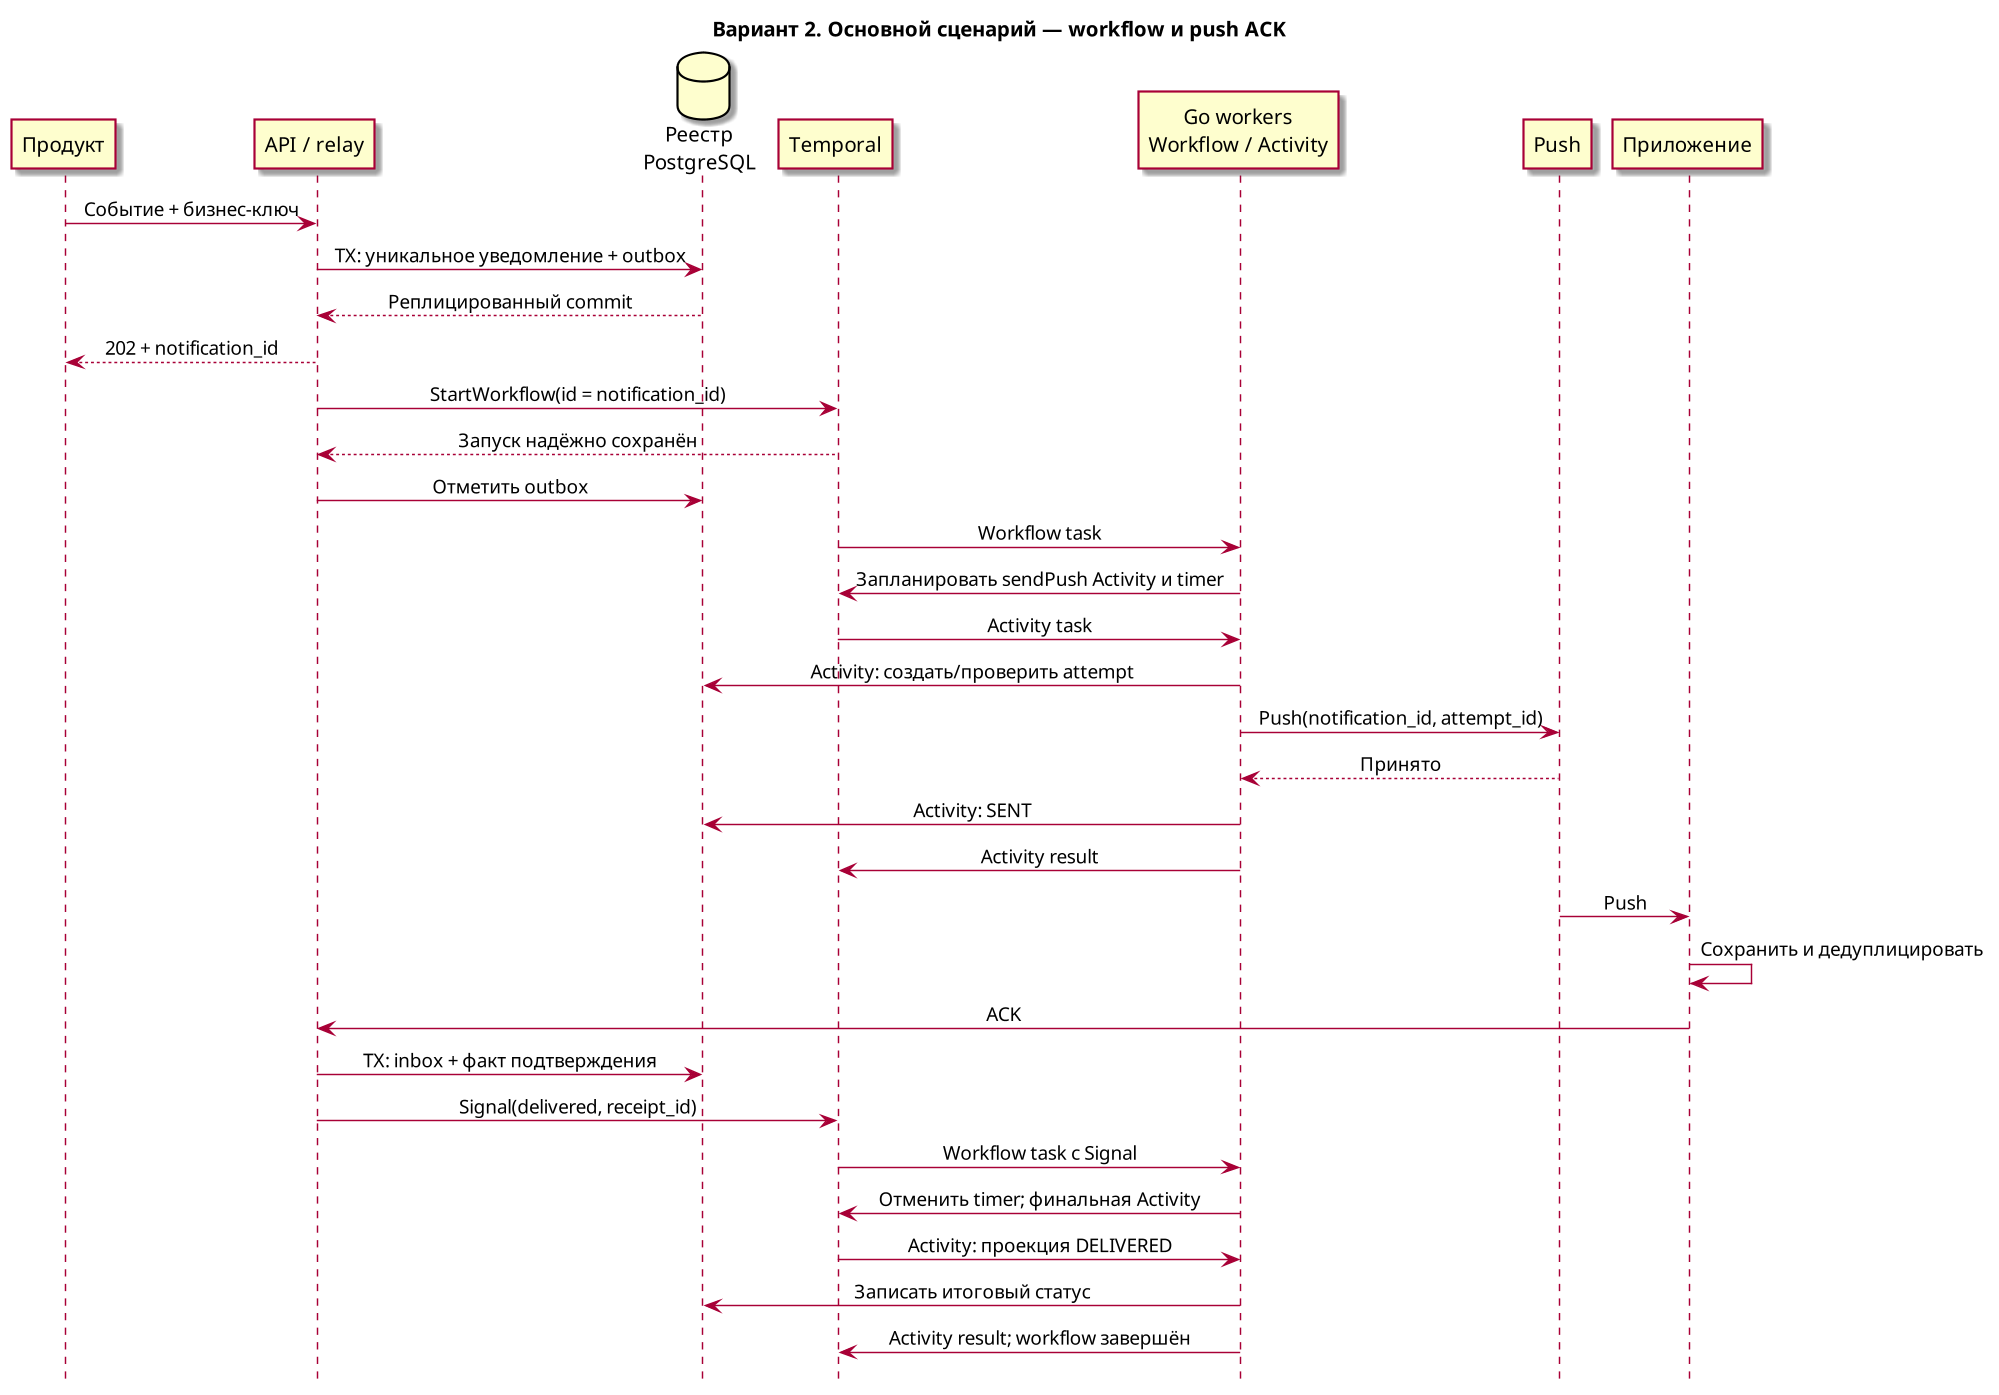 Вариант 2. Основной сценарий — workflow и push ACK
Продукт
API / relay
Реестр
PostgreSQL
Temporal
Go workers
Workflow / Activity
Push
Приложение
Событие + бизнес-ключ
TX: уникальное уведомление + outbox
Реплицированный commit
202 + notification_id
StartWorkflow(id = notification_id)
Запуск надёжно сохранён
Отметить outbox
Workflow task
Запланировать sendPush Activity и timer
Activity task
Activity: создать/проверить attempt
Push(notification_id, attempt_id)
Принято
Activity: SENT
Activity result
Push
Сохранить и дедуплицировать
ACK
TX: inbox + факт подтверждения
Signal(delivered, receipt_id)
Workflow task с Signal
Отменить timer; финальная Activity
Activity: проекция DELIVERED
Записать итоговый статус
Activity result; workflow завершён